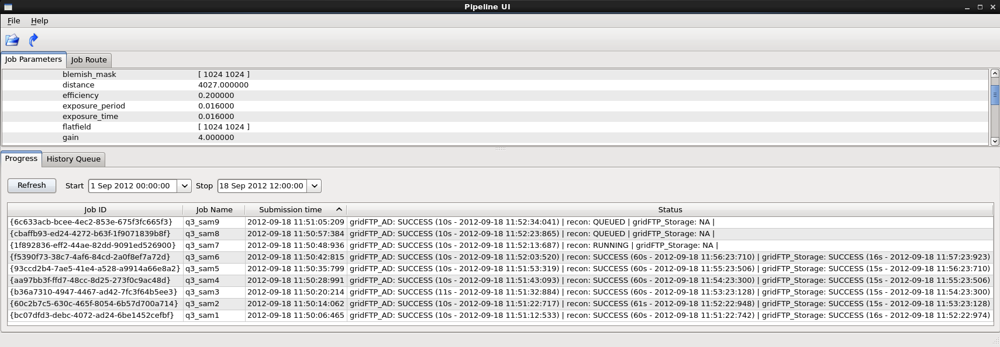 Pipeline UI
File Help
Job Parameters Job Route
blemish_mask [ 1024 1024 ]
distance 4027.000000
efficiency 0.200000
exposure_period 0.016000
exposure_time 0.016000
flatfield [ 1024 1024 ]
gain 4.000000
Progress History Queue
Refresh Start 1 Sep 2012 00:00:00 Stop 18 Sep 2012 12:00:00
Job ID Job Name Submission time Status
{6c633acb-bcee-4ec2-853e-675f3fc665f3} q3_sam9 2012-09-18 11:51:05:209 gridFTP_AD: SUCCESS (10s - 2012-09-18 11:52:34:041) | recon: QUEUED | gridFTP_Storage: NA |
{cbaffb93-ed24-4272-b63f-1f9071839b8f} q3_sam8 2012-09-18 11:50:57:384 gridFTP_AD: SUCCESS (10s - 2012-09-18 11:52:23:865) | recon: QUEUED | gridFTP_Storage: NA |
{1f892836-eff2-44ae-82dd-9091ed526900} q3_sam7 2012-09-18 11:50:48:936 gridFTP_AD: SUCCESS (10s - 2012-09-18 11:52:13:687) | recon: RUNNING | gridFTP_Storage: NA |
{f5390f73-38c7-4af6-84cd-2a0f8ef7a72d} q3_sam6 2012-09-18 11:50:42:815 gridFTP_AD: SUCCESS (10s - 2012-09-18 11:52:03:520) | recon: SUCCESS (60s - 2012-09-18 11:56:23:710) | gridFTP_Storage: SUCCESS (16s - 2012-09-18 11:57:23:923)
{93ccd2b4-7ae5-41e4-a528-a9914a66e8a2} q3_sam5 2012-09-18 11:50:35:799 gridFTP_AD: SUCCESS (10s - 2012-09-18 11:51:53:319) | recon: SUCCESS (60s - 2012-09-18 11:55:23:506) | gridFTP_Storage: SUCCESS (15s - 2012-09-18 11:56:23:710)
{aa97bb3f-ffd7-48cc-8d25-273f0c9ac48d} q3_sam4 2012-09-18 11:50:28:991 gridFTP_AD: SUCCESS (10s - 2012-09-18 11:51:43:093) | recon: SUCCESS (60s - 2012-09-18 11:54:23:300) | gridFTP_Storage: SUCCESS (15s - 2012-09-18 11:55:23:506)
{b36a7310-4947-4467-ad42-7fc3f64b5ee3} q3_sam3 2012-09-18 11:50:20:214 gridFTP_AD: SUCCESS (11s - 2012-09-18 11:51:32:884) | recon: SUCCESS (60s - 2012-09-18 11:53:23:128) | gridFTP_Storage: SUCCESS (15s - 2012-09-18 11:54:23:300)
{60c2b7c5-630c-465f-8054-6b57d700a714} q3_sam2 2012-09-18 11:50:14:062 gridFTP_AD: SUCCESS (10s - 2012-09-18 11:51:22:717) | recon: SUCCESS (61s - 2012-09-18 11:52:22:948) | gridFTP_Storage: SUCCESS (15s - 2012-09-18 11:53:23:128)
{bc07dfd3-debc-4072-ad24-6be1452cefbf} q3_sam1 2012-09-18 11:50:06:465 gridFTP_AD: SUCCESS (10s - 2012-09-18 11:51:12:533) | recon: SUCCESS (60s - 2012-09-18 11:51:22:742) | gridFTP_Storage: SUCCESS (16s - 2012-09-18 11:52:22:974)